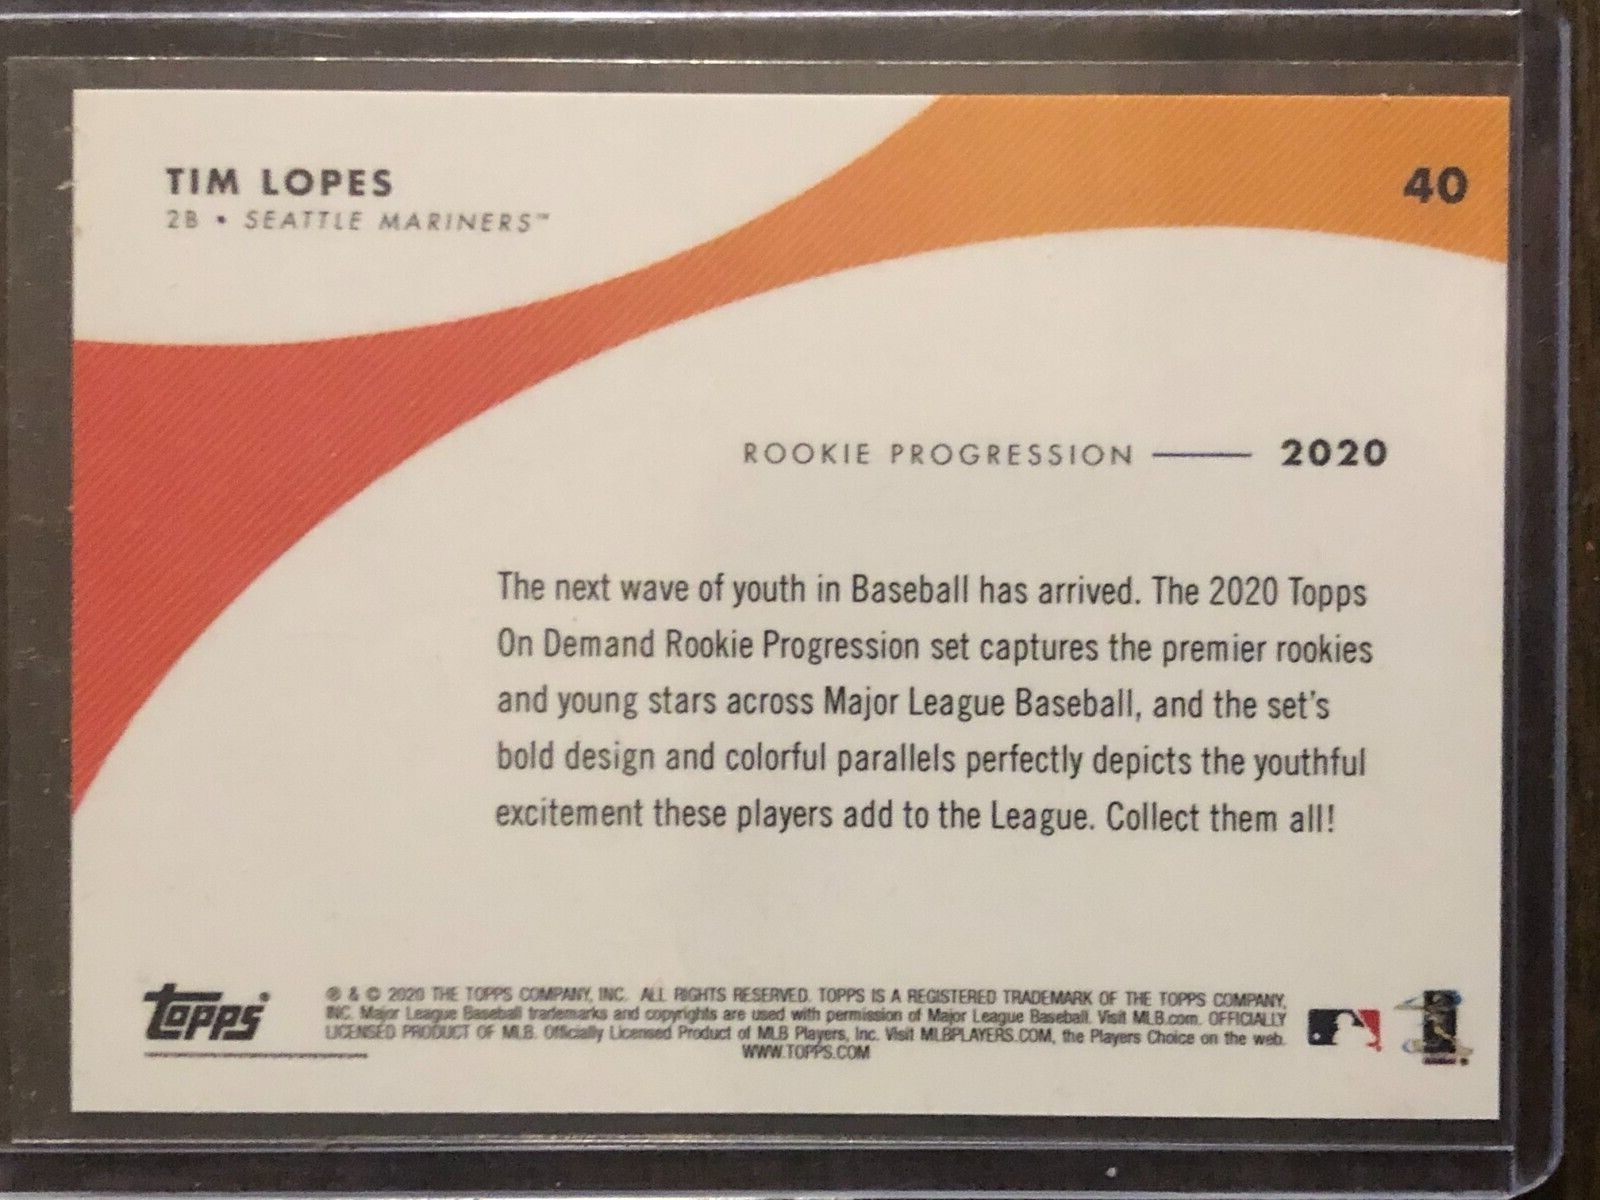 TIM LOPES
40
2B • SEATTLE MARINERS™
ROOKIE PROGRESSION —— 2020
The next wave of youth in Baseball has arrived. The 2020 Topps
On Demand Rookie Progression set captures the premier rookies
and young stars across Major League Baseball, and the set's
bold design and colorful parallels perfectly depicts the youthful
excitement these players add to the League. Collect them all!
Topps®
® & © 2020 THE TOPPS COMPANY, INC. ALL RIGHTS RESERVED. TOPPS IS A REGISTERED TRADEMARK OF THE TOPPS COMPANY,
INC. Major League Baseball trademarks and copyrights are used with permission of Major League Baseball. Visit MLB.com. OFFICIALLY
LICENSED PRODUCT OF MLB. Officially Licensed Product of MLB Players, Inc. Visit MLBPLAYERS.COM, the Players Choice on the web.
WWW.TOPPS.COM